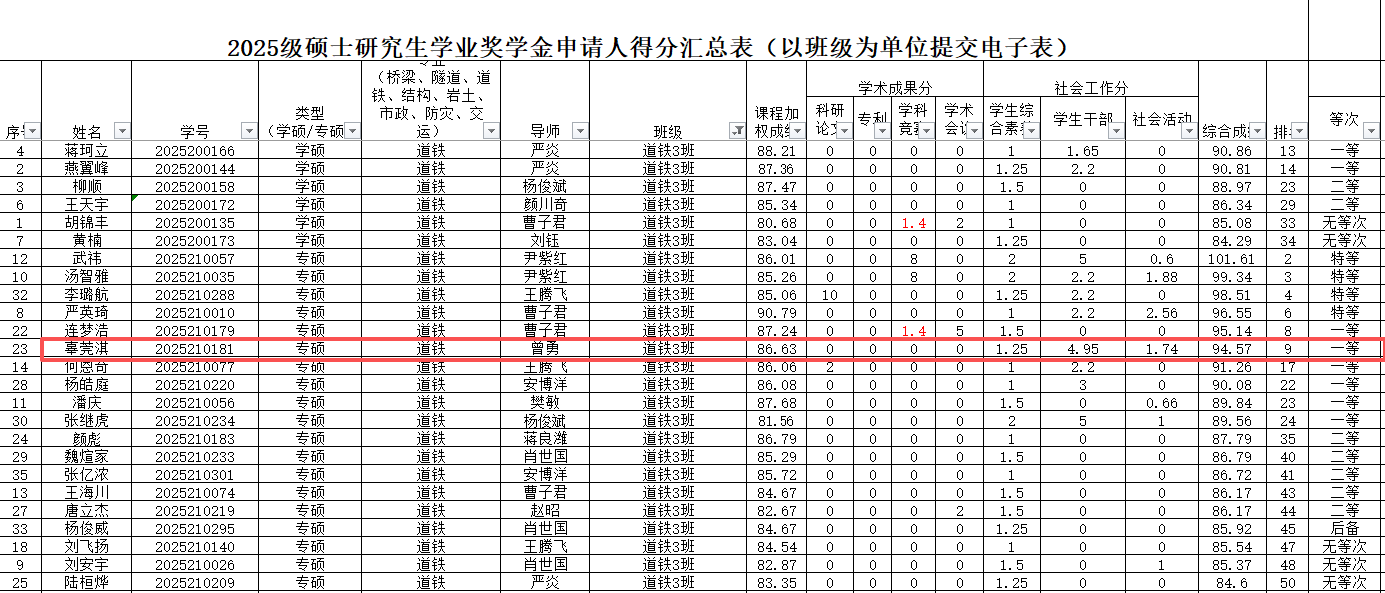 2025级硕士研究生学业奖学金申请人得分汇总表（以班级为单位提交电子表）
序号 姓名 学号 类型（学硕/专硕） 专业（桥梁、隧道、道铁、结构、岩土、市政、防灾、交运） 导师 班级 课程加权成绩 学术成果分 科研论文 专利 学科竞赛 学术会议 社会工作分 学生综合素养 学生干部 社会活动 综合成绩 排名 等次
4 蒋珂立 2025200166 学硕 道铁 严炎 道铁3班 88.21 0 0 0 0 1 1.65 0 90.86 13 一等
2 燕翼峰 2025200144 学硕 道铁 严炎 道铁3班 87.36 0 0 0 0 1.25 2.2 0 90.81 14 一等
3 柳顺 2025200158 学硕 道铁 杨俊斌 道铁3班 87.47 0 0 0 0 1.5 0 0 88.97 23 二等
6 王天宇 2025200172 学硕 道铁 颜川奇 道铁3班 85.34 0 0 0 0 1 0 0 86.34 29 二等
1 胡锦丰 2025200135 学硕 道铁 曹子君 道铁3班 80.68 0 0 1.4 2 1 0 0 85.08 33 无等次
7 黄楠 2025200173 学硕 道铁 刘钰 道铁3班 83.04 0 0 0 0 1.25 0 0 84.29 34 无等次
12 武祎 2025210057 专硕 道铁 尹紫红 道铁3班 86.01 0 0 8 0 2 5 0.6 101.61 2 特等
10 汤智雅 2025210035 专硕 道铁 尹紫红 道铁3班 85.26 0 0 8 0 2 2.2 1.88 99.34 3 特等
32 李璐航 2025210288 专硕 道铁 王腾飞 道铁3班 85.06 10 0 0 0 1.25 2.2 0 98.51 4 特等
8 严英琦 2025210010 专硕 道铁 曹子君 道铁3班 90.79 0 0 0 0 1 2.2 2.56 96.55 6 特等
22 连梦浩 2025210179 专硕 道铁 曹子君 道铁3班 87.24 0 0 1.4 5 1.5 0 0 95.14 8 一等
23 辜莞淇 2025210181 专硕 道铁 曾勇 道铁3班 86.63 0 0 0 0 1.25 4.95 1.74 94.57 9 一等
14 何恩奇 2025210077 专硕 道铁 王腾飞 道铁3班 86.06 2 0 0 0 1 2.2 0 91.26 17 一等
28 杨皓庭 2025210220 专硕 道铁 安博洋 道铁3班 86.08 0 0 0 0 1 3 0 90.08 22 一等
11 潘庆 2025210056 专硕 道铁 樊敏 道铁3班 87.68 0 0 0 0 1.5 0 0.66 89.84 23 一等
30 张继虎 2025210234 专硕 道铁 杨俊斌 道铁3班 81.56 0 0 0 0 2 5 1 89.56 24 一等
24 颜彪 2025210183 专硕 道铁 蒋良潍 道铁3班 86.79 0 0 0 0 1 0 0 87.79 35 二等
29 魏煊家 2025210233 专硕 道铁 肖世国 道铁3班 85.29 0 0 0 0 1.5 0 0 86.79 40 二等
35 张亿浓 2025210301 专硕 道铁 安博洋 道铁3班 85.72 0 0 0 0 1 0 0 86.72 41 二等
13 王海川 2025210074 专硕 道铁 曹子君 道铁3班 84.67 0 0 0 0 1.5 0 0 86.17 43 二等
27 唐立杰 2025210219 专硕 道铁 赵昭 道铁3班 82.67 0 0 0 2 1.5 0 0 86.17 44 二等
33 杨俊威 2025210295 专硕 道铁 肖世国 道铁3班 84.67 0 0 0 0 1.25 0 0 85.92 45 后备
18 刘飞扬 2025210140 专硕 道铁 王腾飞 道铁3班 84.54 0 0 0 0 1 0 0 85.54 47 无等次
9 刘安宇 2025210026 专硕 道铁 肖世国 道铁3班 82.87 0 0 0 0 1.5 0 1 85.37 48 无等次
25 陆桓烨 2025210209 专硕 道铁 严炎 道铁3班 83.35 0 0 0 0 1.25 0 0 84.6 50 无等次